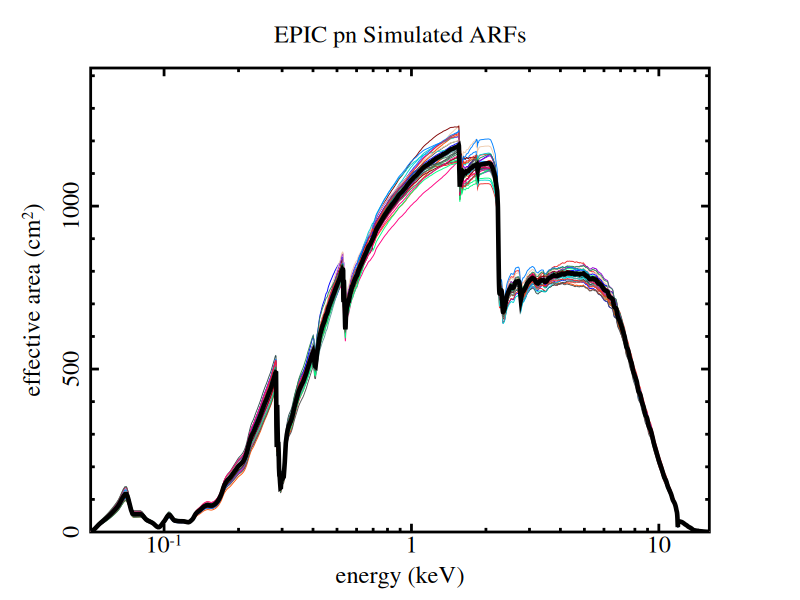 EPIC pn Simulated ARFs
effective area (cm²)
1000
500
0
10⁻¹
1
10
energy (keV)